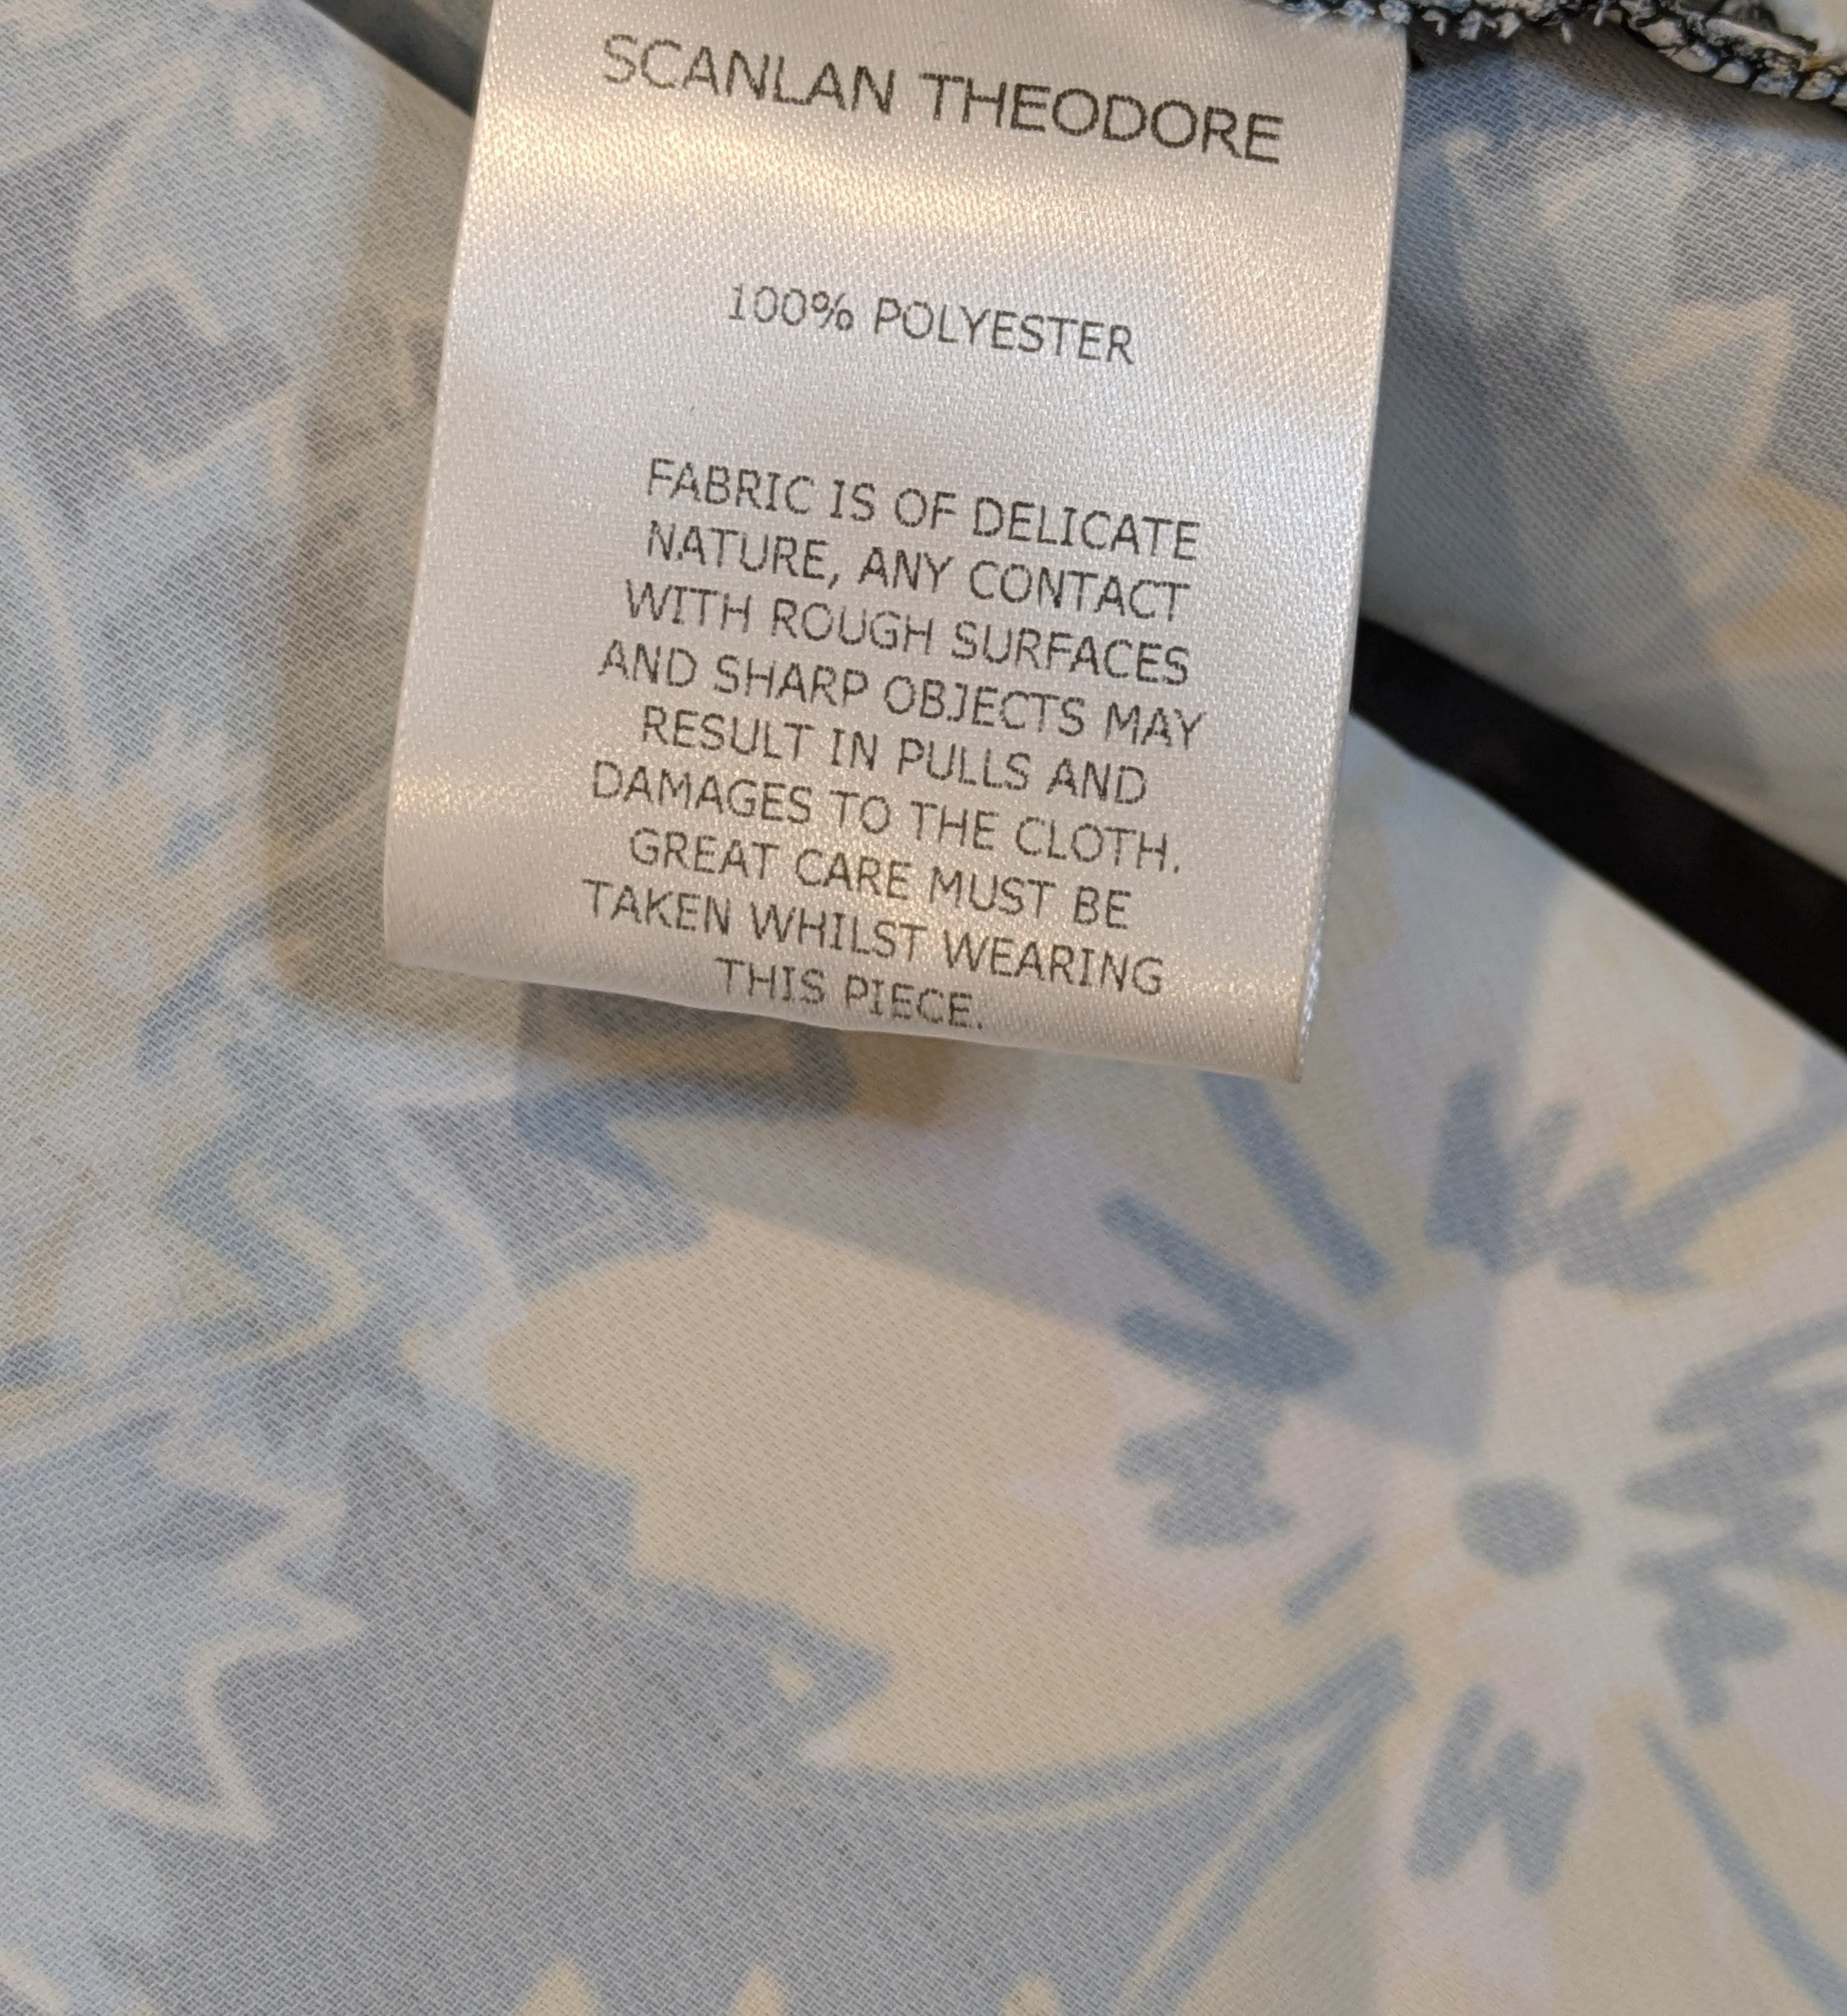 SCANLAN THEODORE
100% POLYESTER
FABRIC IS OF DELICATE
NATURE, ANY CONTACT
WITH ROUGH SURFACES
AND SHARP OBJECTS MAY
RESULT IN PULLS AND
DAMAGES TO THE CLOTH.
GREAT CARE MUST BE
TAKEN WHILST WEARING
THIS PIECE.